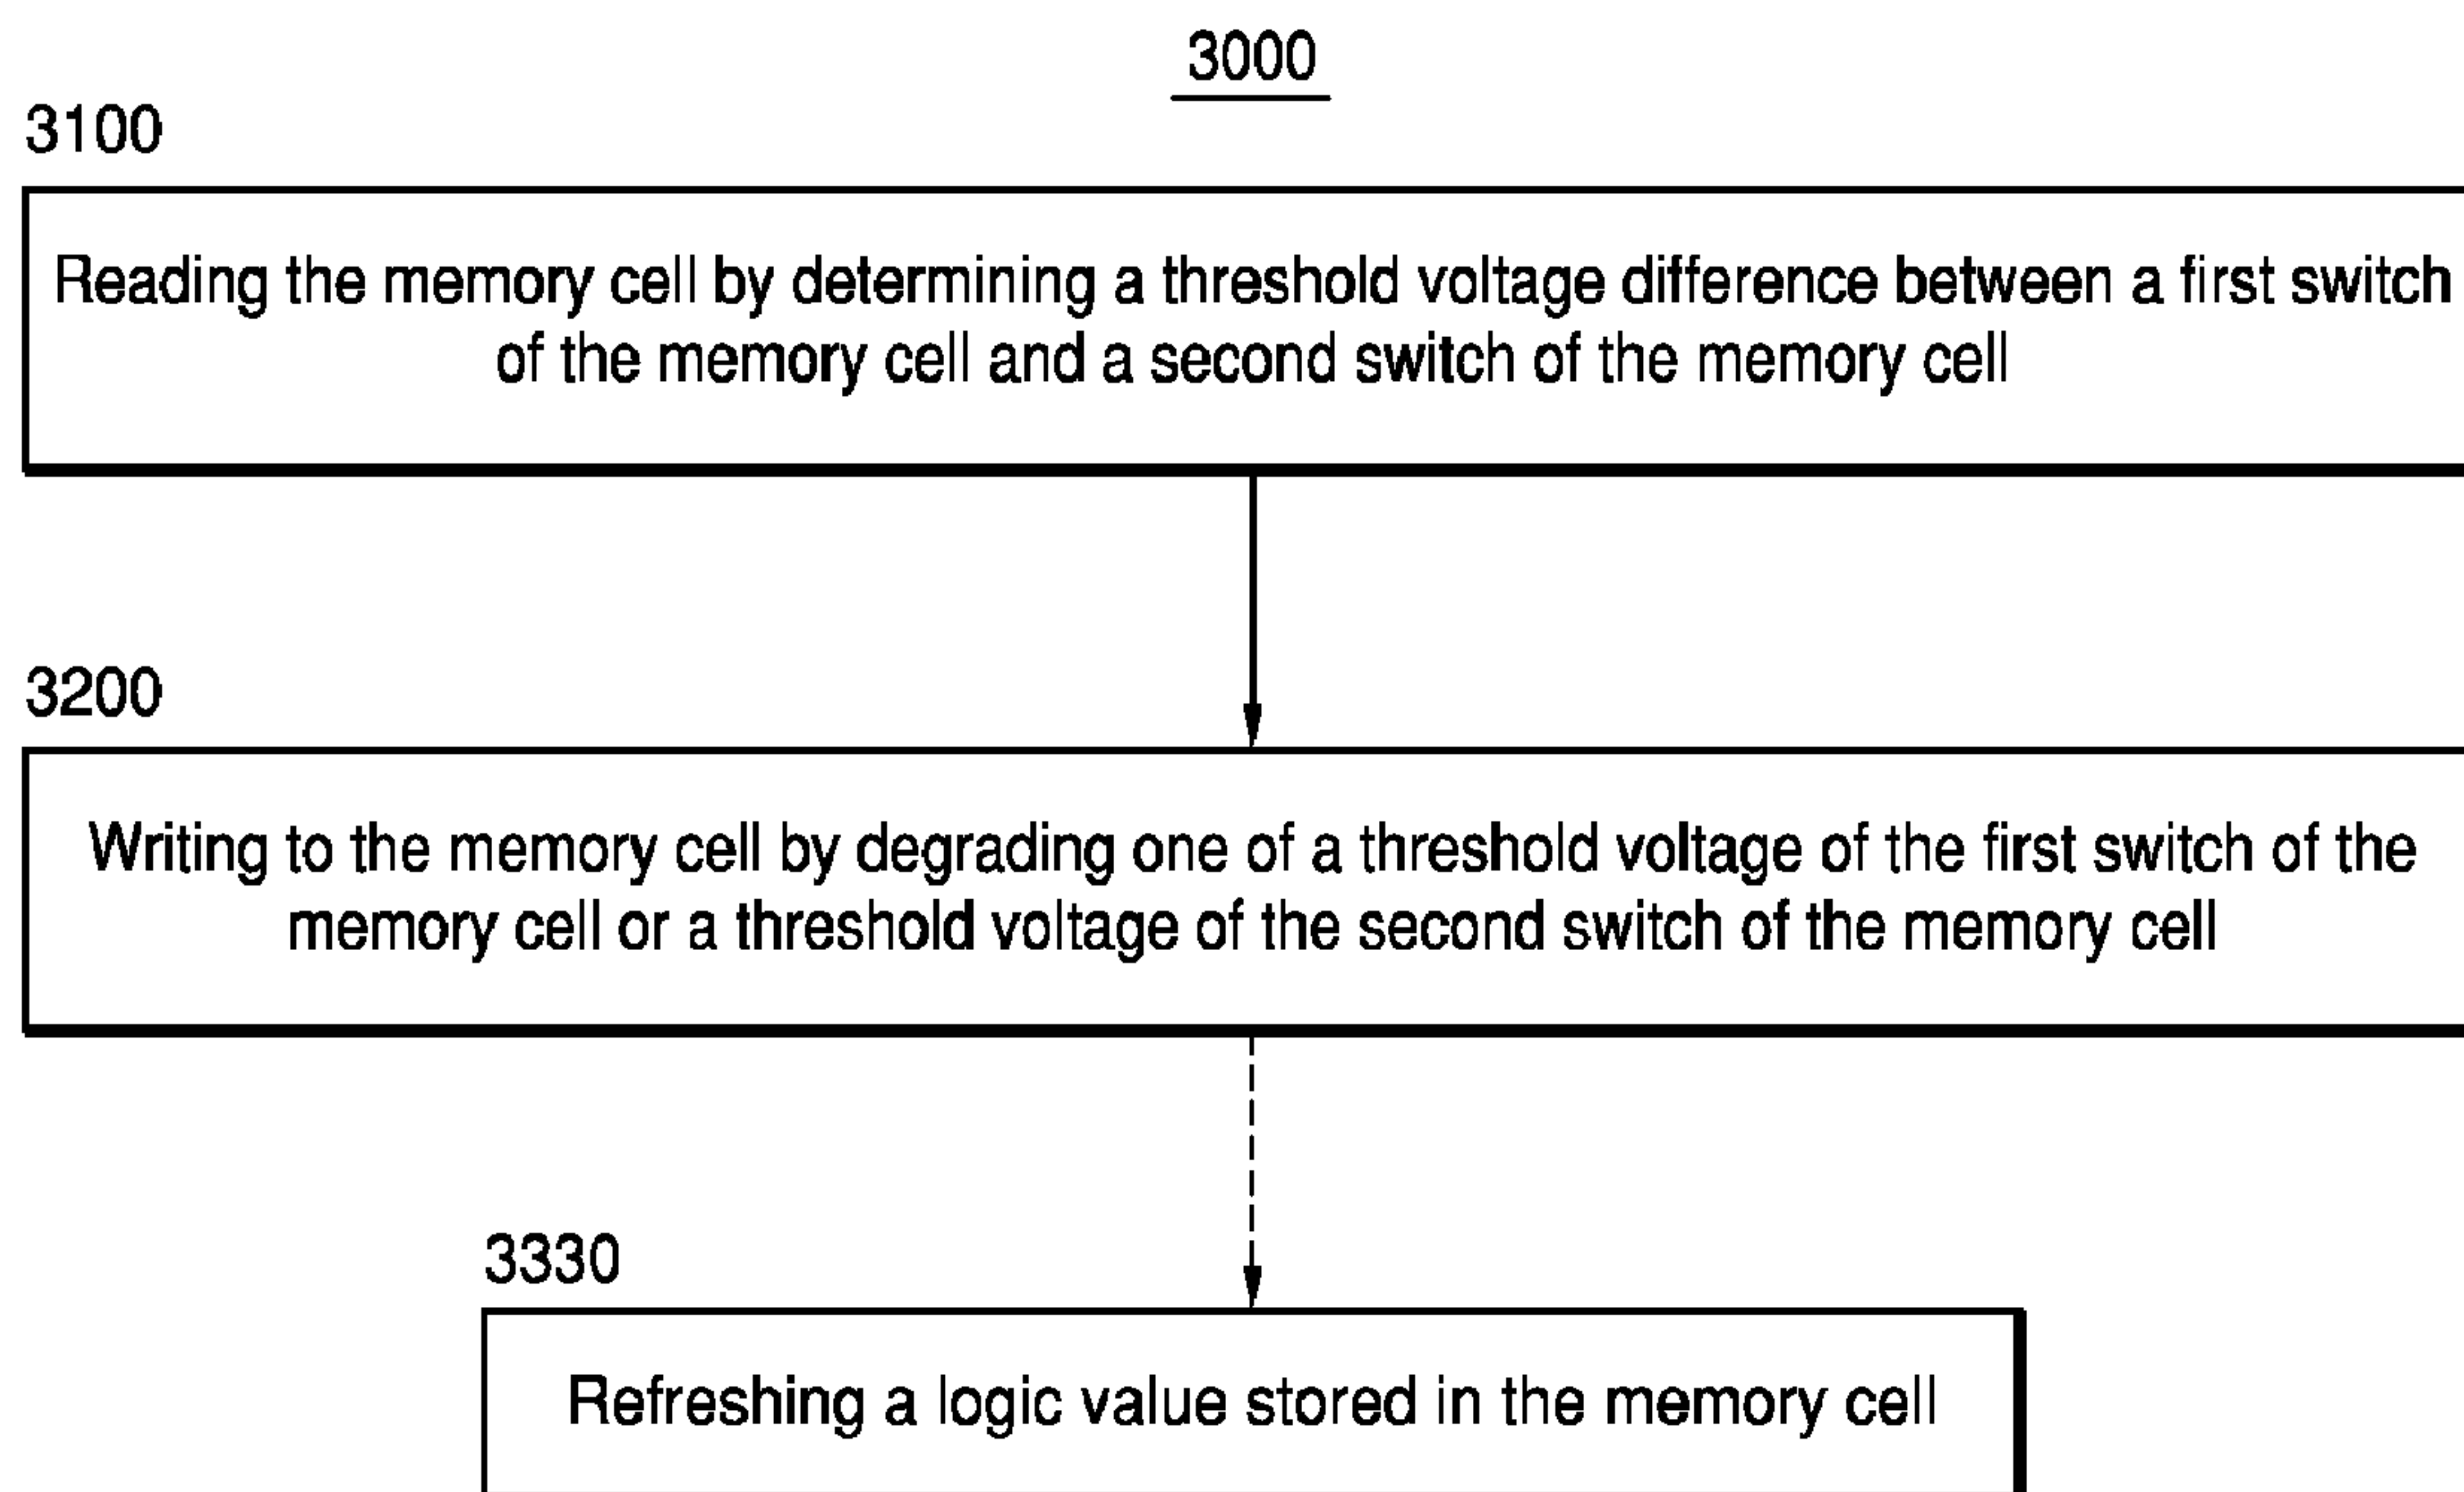 3000
3100
Reading the memory cell by determining a threshold voltage difference between a first switch
of the memory cell and a second switch of the memory cell
3200
Writing to the memory cell by degrading one of a threshold voltage of the first switch of the
memory cell or a threshold voltage of the second switch of the memory cell
3330
Refreshing a logic value stored in the memory cell